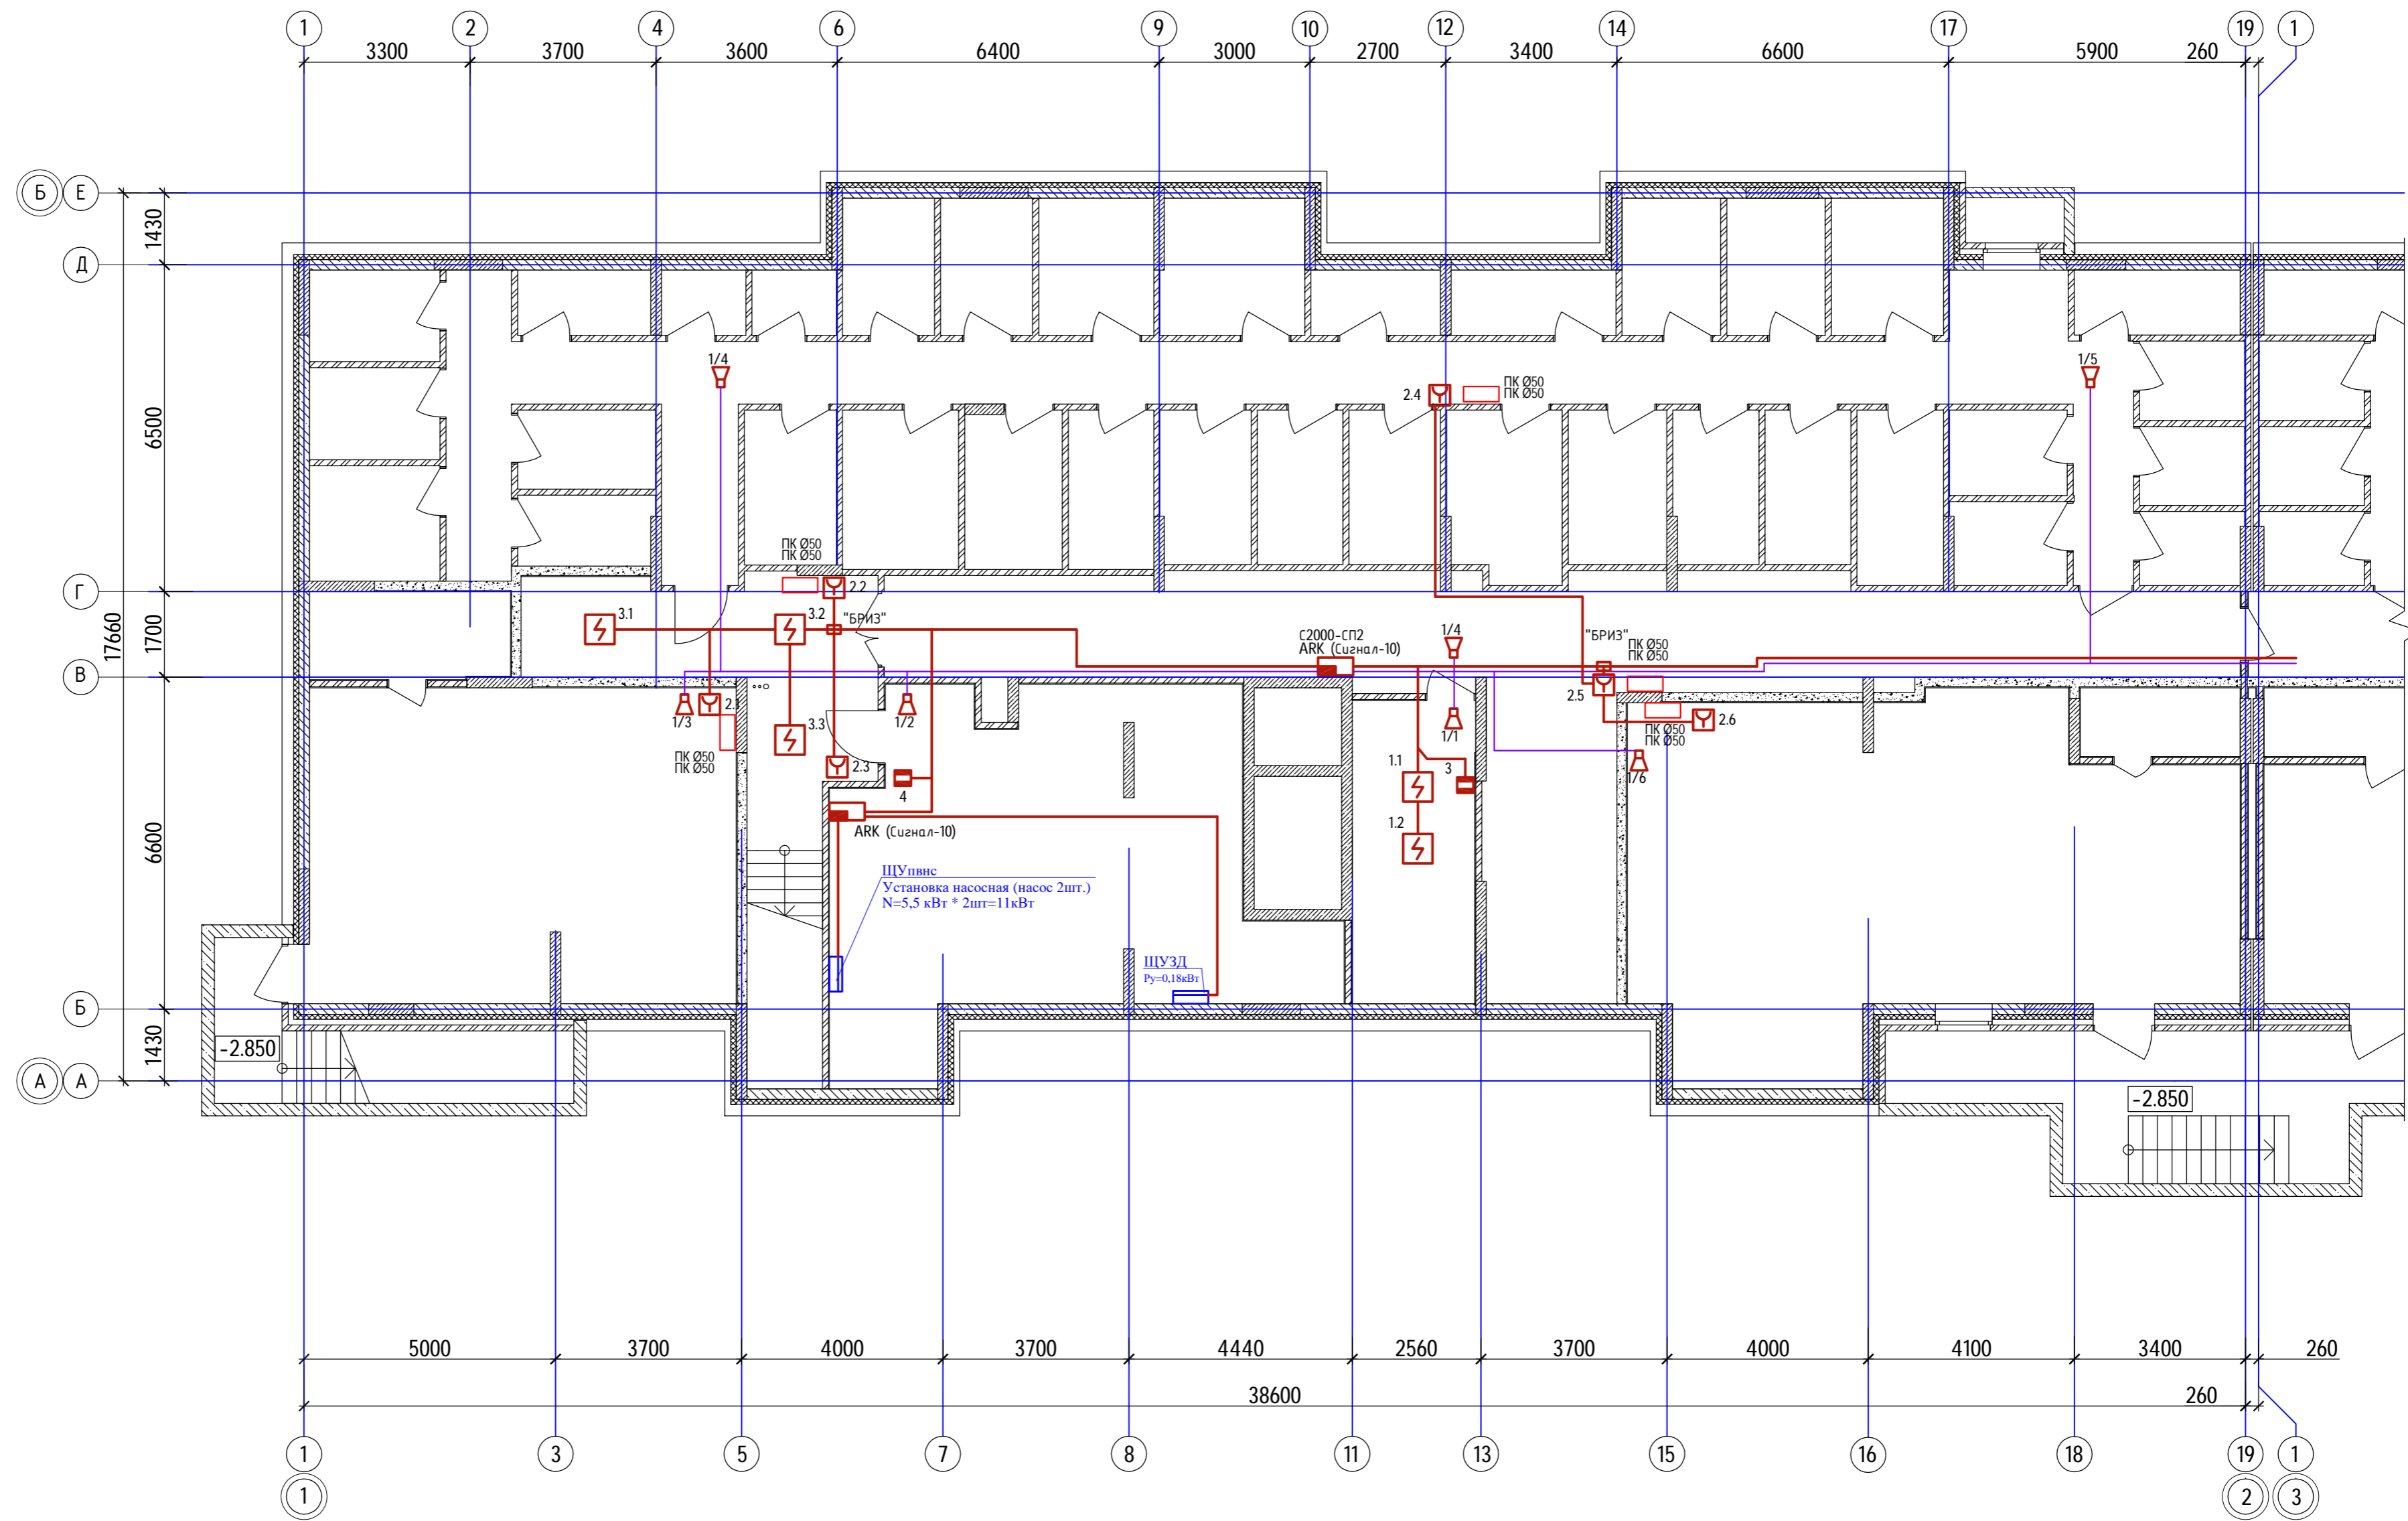 1 2 4 6 9 10 12 14 17 19 1
3300 3700 3600 6400 3000 2700 3400 6600 5900 260
Б Е
1430
Д
6500
1/4
1/5
2.4
ПК Ø50
ПК Ø50
ПК Ø50
ПК Ø50
2.2
Г
17660
1700
3.1
3.2
"БРИЗ"
С2000-СП2
ARK (Сигнал-10)
1/4
"БРИЗ"
ПК Ø50
ПК Ø50
В
2.5
1/3
2.
1/2
3.3
1/1
2.6
ПК Ø50
ПК Ø50
ПК Ø50
ПК Ø50
2.3
4
1.1
3
1/6
6600
ARK (Сигнал-10)
1.2
ЩУпвнс
Установка насосная (насос 2шт.)
N=5,5 кВт * 2шт=11кВт
ЩУЗД
Ру=0,18кВт
Б
1430
-2.850
А А
-2.850
5000 3700 4000 3700 4440 2560 3700 4000 4100 3400 260
38600 260
1 3 5 7 8 11 13 15 16 18 19 1
1 2 3